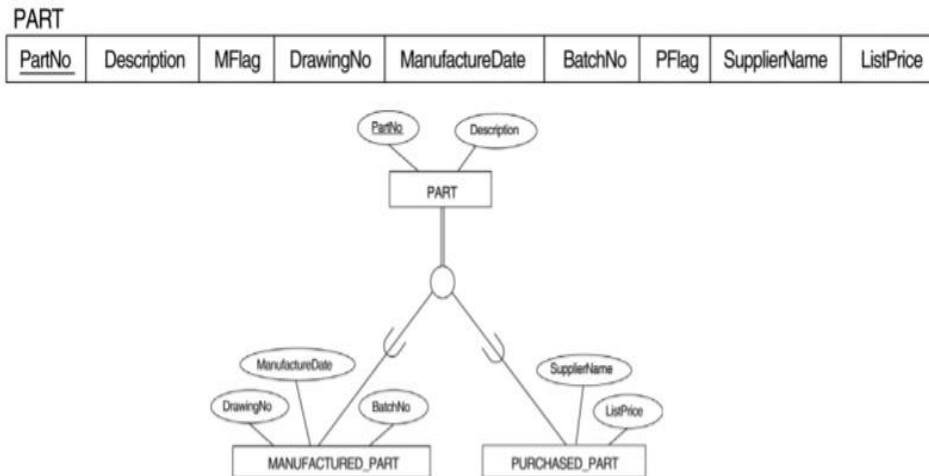 PART
PartNo Description MFlag DrawingNo ManufactureDate BatchNo PFlag SupplierName ListPrice
PartNo Description
PART
ManufactureDate
SupplierName
DrawingNo BatchNo
ListPrice
MANUFACTURED_PART PURCHASED_PART